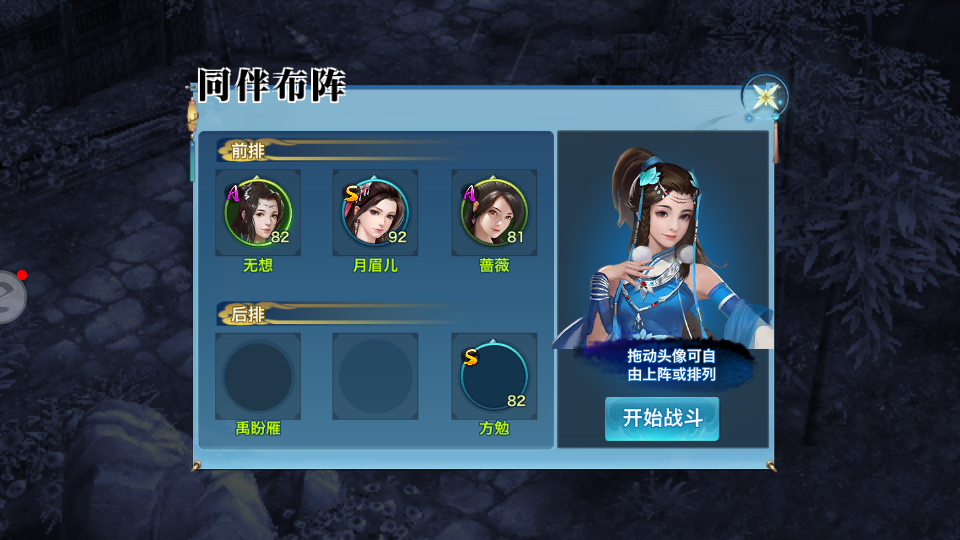 同伴布阵
前排
A
82
无想
S
92
月眉儿
A
81
蔷薇
后排
禹盼雁
S
82
方勉
拖动头像可自
由上阵或排列
开始战斗